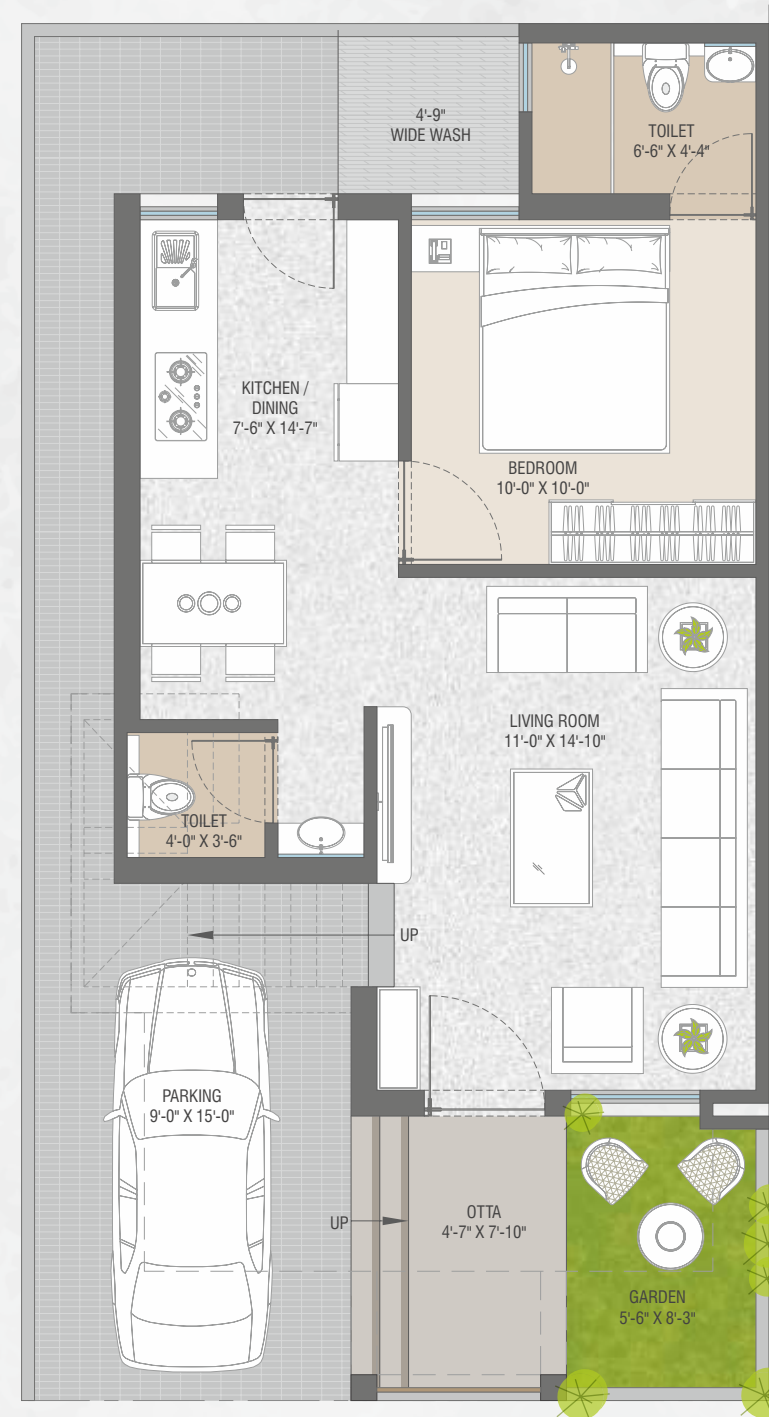 4'-9"
WIDE WASH
TOILET
6'-6" X 4'-4"
KITCHEN /
DINING
7'-6" X 14'-7"
BEDROOM
10'-0" X 10'-0"
LIVING ROOM
11'-0" X 14'-10"
TOILET
4'-0" X 3'-6"
UP
PARKING
9'-0" X 15'-0"
UP
OTTA
4'-7" X 7'-10"
GARDEN
5'-6" X 8'-3"